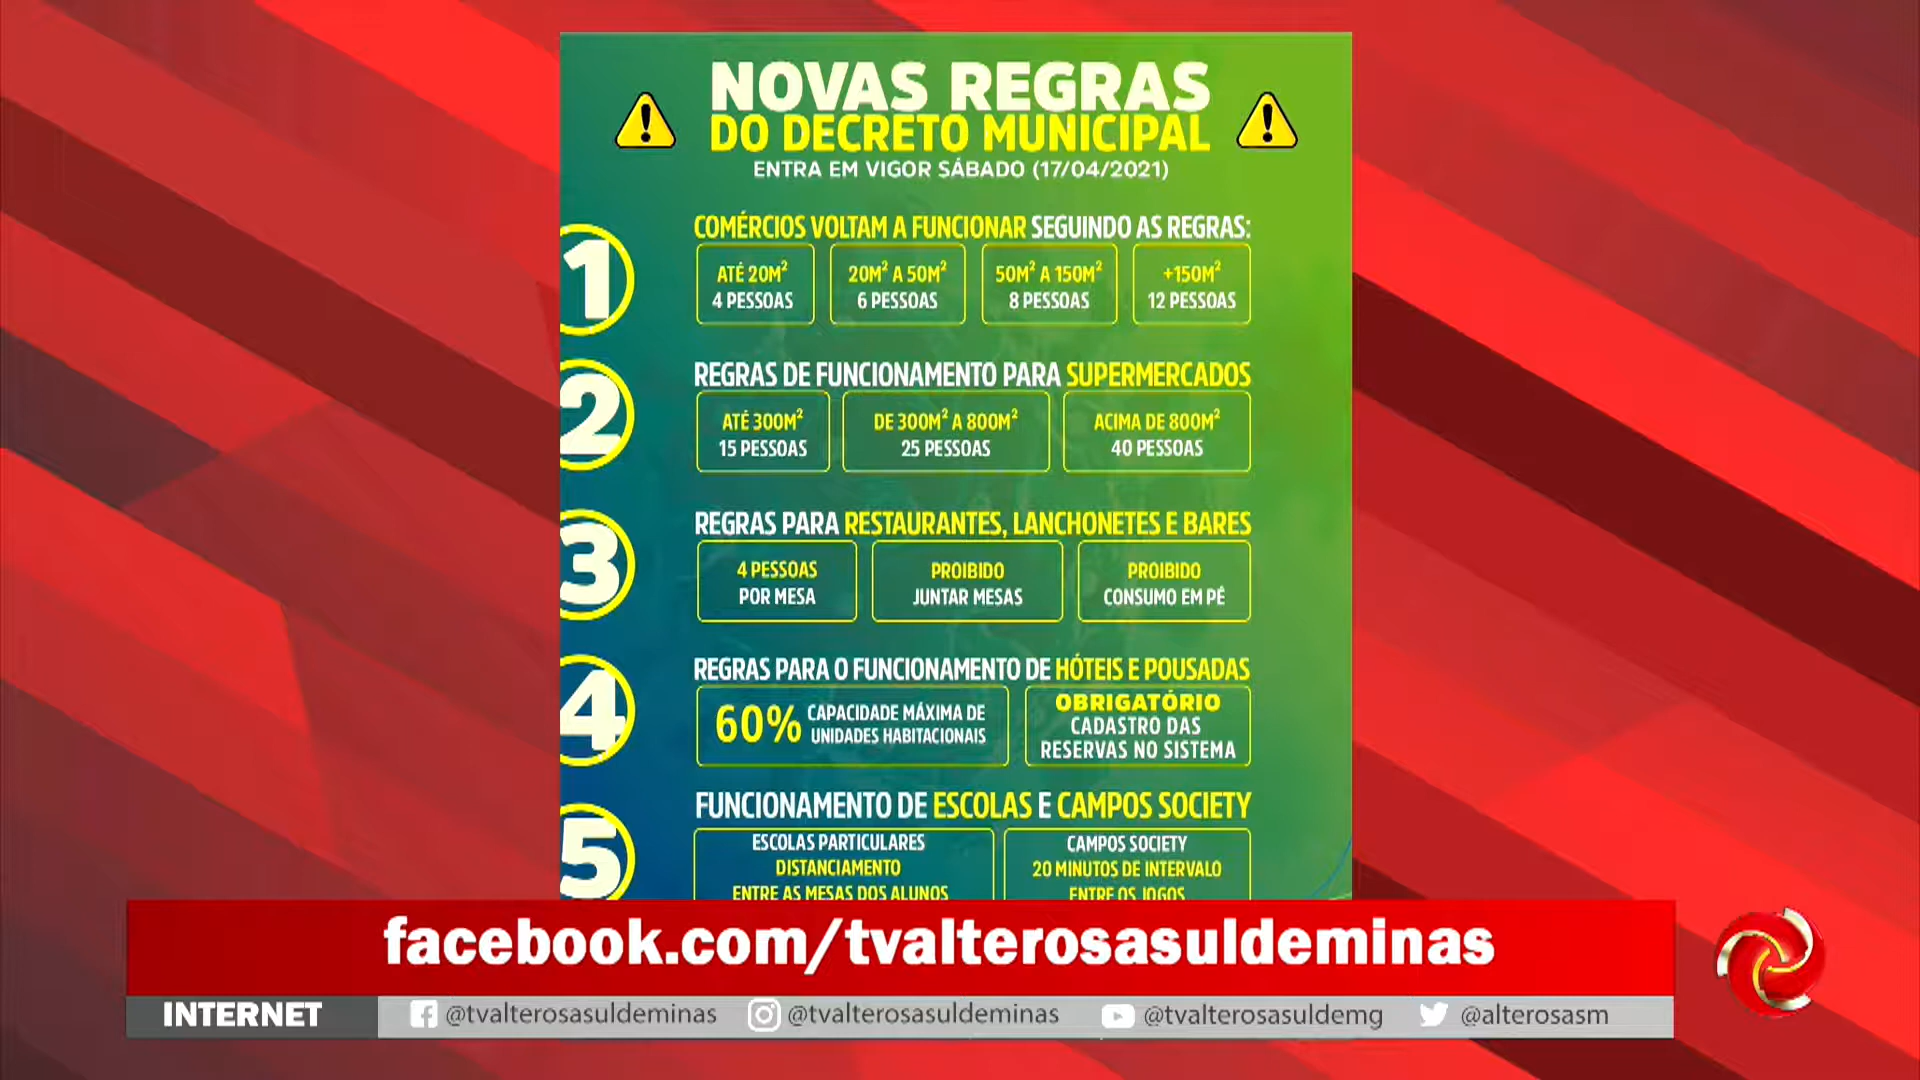 NOVAS REGRAS
DO DECRETO MUNICIPAL
ENTRA EM VIGOR SÁBADO (17/04/2021)
1
COMÉRCIOS VOLTAM A FUNCIONAR SEGUINDO AS REGRAS:
ATÉ 20M²
4 PESSOAS
20M² A 50M²
6 PESSOAS
50M² A 150M²
8 PESSOAS
+150M²
12 PESSOAS
2
REGRAS DE FUNCIONAMENTO PARA SUPERMERCADOS
ATÉ 300M²
15 PESSOAS
DE 300M² A 800M²
25 PESSOAS
ACIMA DE 800M²
40 PESSOAS
3
REGRAS PARA RESTAURANTES, LANCHONETES E BARES
4 PESSOAS
POR MESA
PROIBIDO
JUNTAR MESAS
PROIBIDO
CONSUMO EM PÉ
4
REGRAS PARA O FUNCIONAMENTO DE HÓTEIS E POUSADAS
60% CAPACIDADE MÁXIMA DE
UNIDADES HABITACIONAIS
OBRIGATÓRIO
CADASTRO DAS
RESERVAS NO SISTEMA
5
FUNCIONAMENTO DE ESCOLAS E CAMPOS SOCIETY
ESCOLAS PARTICULARES
DISTANCIAMENTO
ENTRE AS MESAS DOS ALUNOS
CAMPOS SOCIETY
20 MINUTOS DE INTERVALO
ENTRE OS JOGOS
facebook.com/tvalterosasuldeminas
INTERNET @tvalterosasuldeminas @tvalterosasuldeminas @tvalterosasuldemg @alterosasm